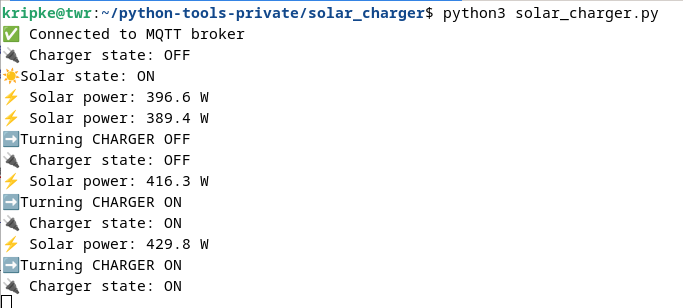 kripke@twr:~/python-tools-private/solar_charger$ python3 solar_charger.py
✅ Connected to MQTT broker
🔌 Charger state: OFF
☀️Solar state: ON
⚡ Solar power: 396.6 W
⚡ Solar power: 389.4 W
➡️Turning CHARGER OFF
🔌 Charger state: OFF
⚡ Solar power: 416.3 W
➡️Turning CHARGER ON
🔌 Charger state: ON
⚡ Solar power: 429.8 W
➡️Turning CHARGER ON
🔌 Charger state: ON